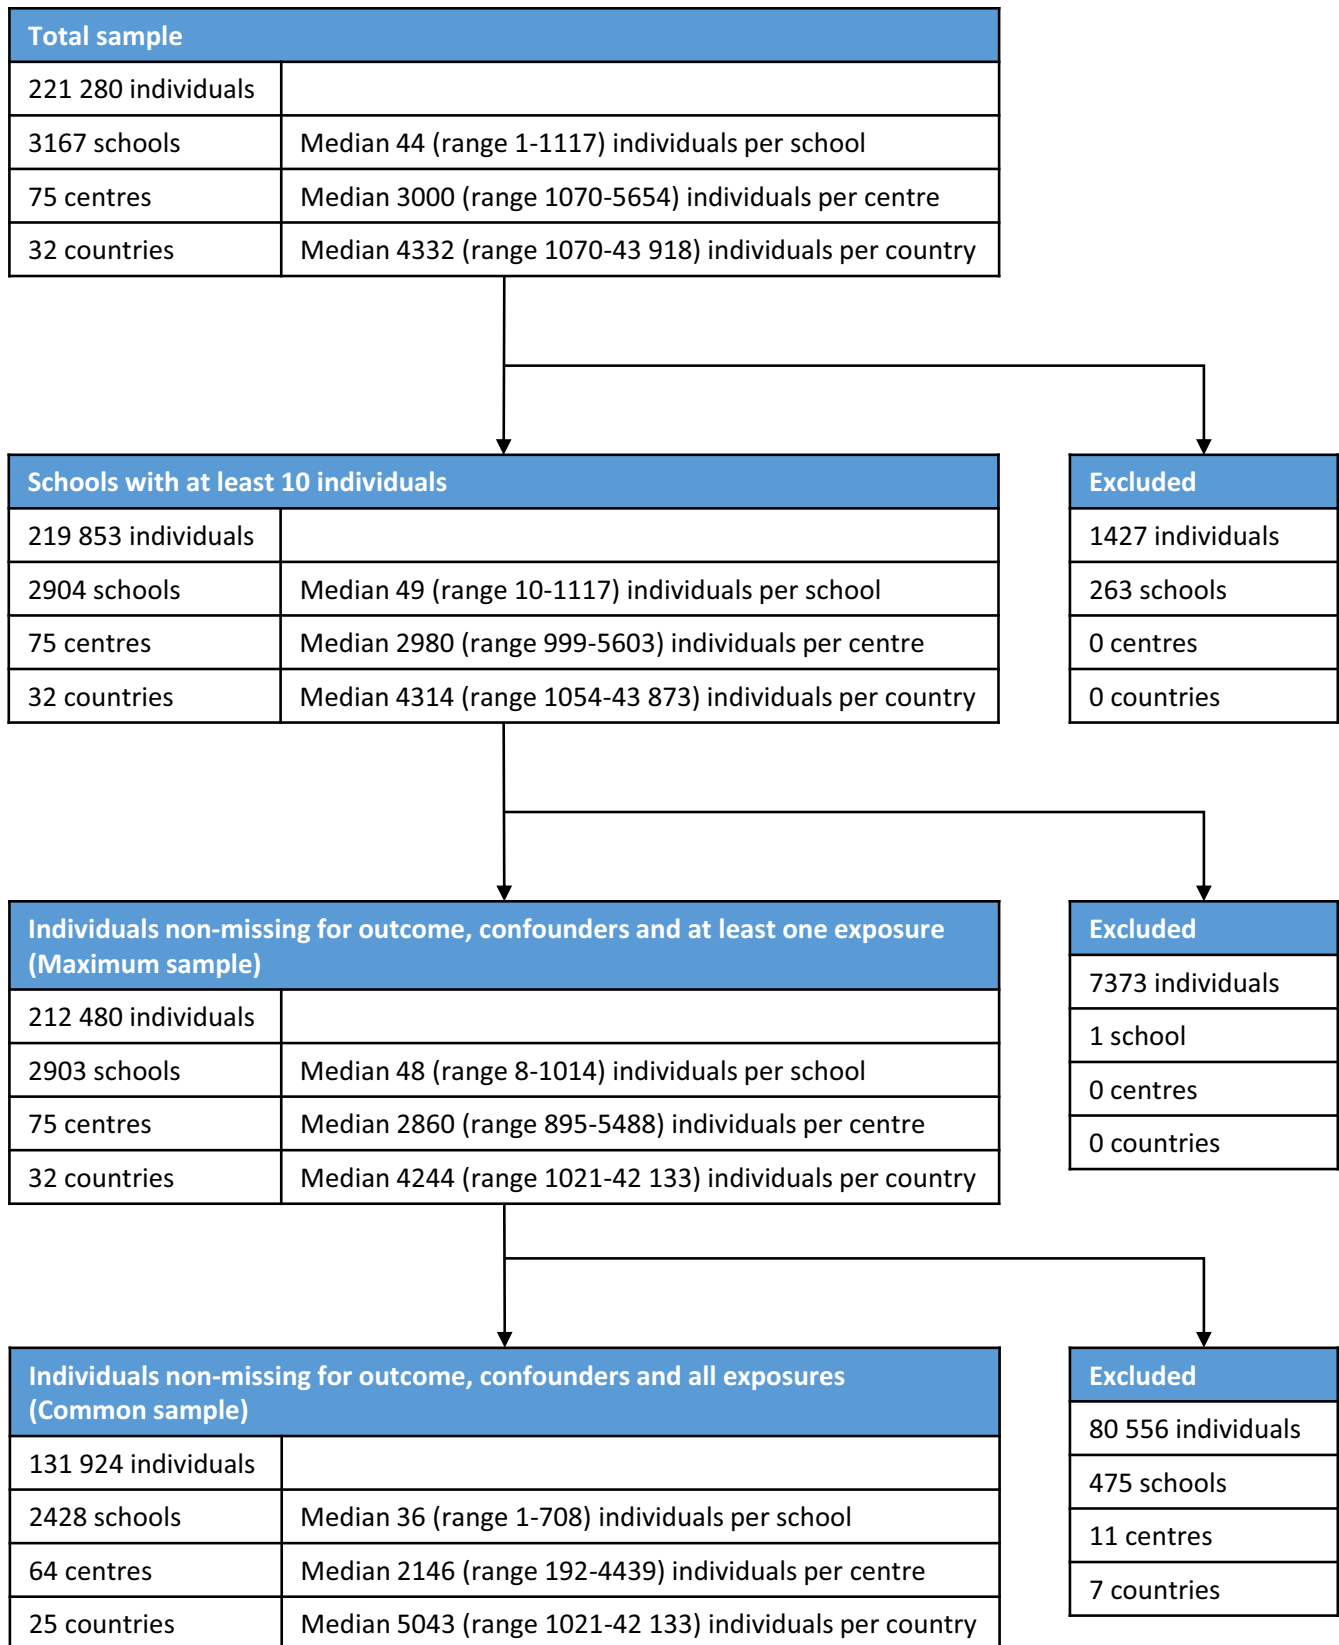 Total sample
221 280 individuals
3167 schools Median 44 (range 1-1117) individuals per school
75 centres Median 3000 (range 1070-5654) individuals per centre
32 countries Median 4332 (range 1070-43 918) individuals per country
Schools with at least 10 individuals
219 853 individuals
2904 schools Median 49 (range 10-1117) individuals per school
75 centres Median 2980 (range 999-5603) individuals per centre
32 countries Median 4314 (range 1054-43 873) individuals per country
Excluded
1427 individuals
263 schools
0 centres
0 countries
Individuals non-missing for outcome, confounders and at least one exposure
(Maximum sample)
212 480 individuals
2903 schools Median 48 (range 8-1014) individuals per school
75 centres Median 2860 (range 895-5488) individuals per centre
32 countries Median 4244 (range 1021-42 133) individuals per country
Excluded
7373 individuals
1 school
0 centres
0 countries
Individuals non-missing for outcome, confounders and all exposures
(Common sample)
131 924 individuals
2428 schools Median 36 (range 1-708) individuals per school
64 centres Median 2146 (range 192-4439) individuals per centre
25 countries Median 5043 (range 1021-42 133) individuals per country
Excluded
80 556 individuals
475 schools
11 centres
7 countries